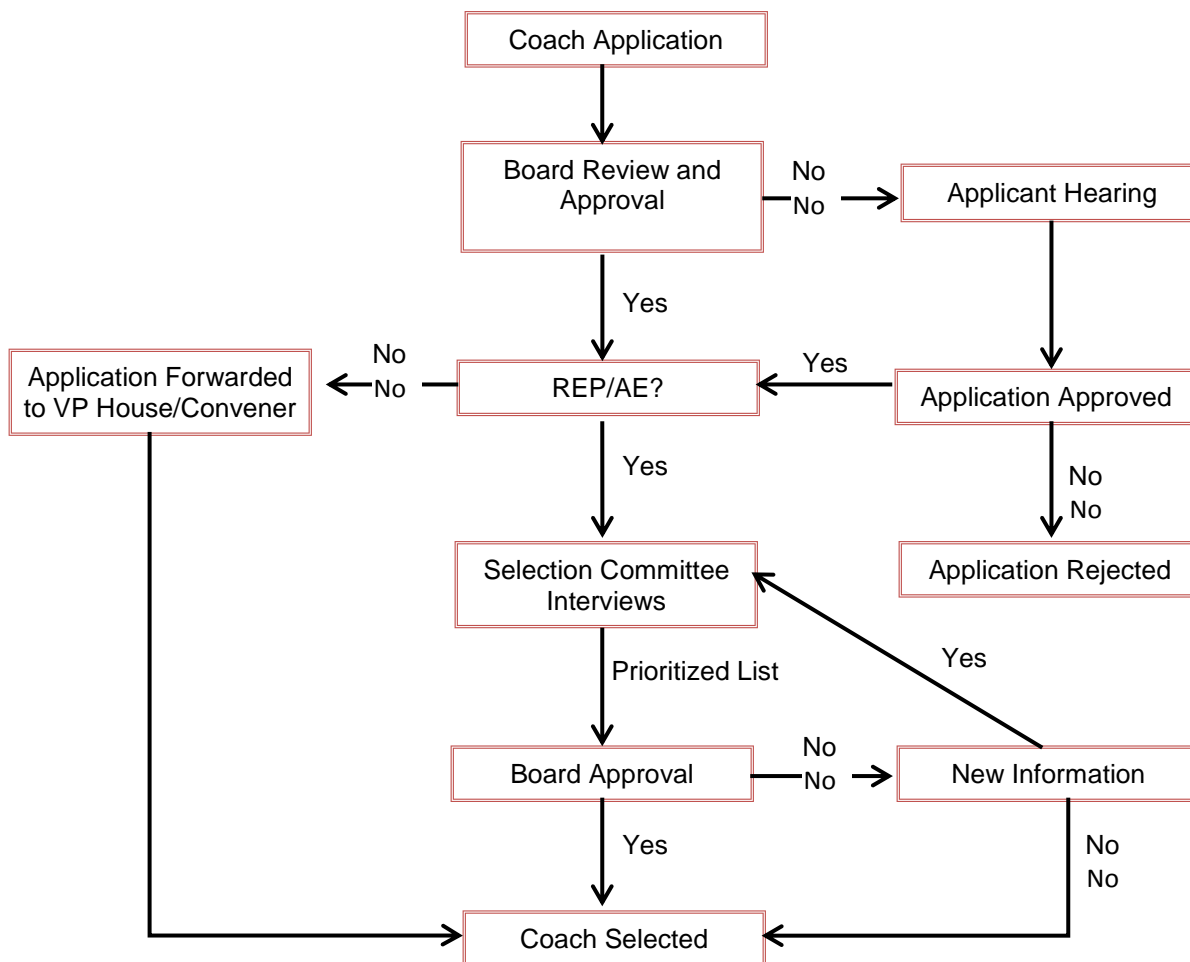 Coach Application
Board Review and
Approval
No
No
Applicant Hearing
Yes
Application Forwarded
to VP House/Convener
No
No
REP/AE?
Yes
Application Approved
Yes
No
No
Selection Committee
Interviews
Application Rejected
Yes
Prioritized List
Board Approval
No
No
New Information
Yes
No
No
Coach Selected